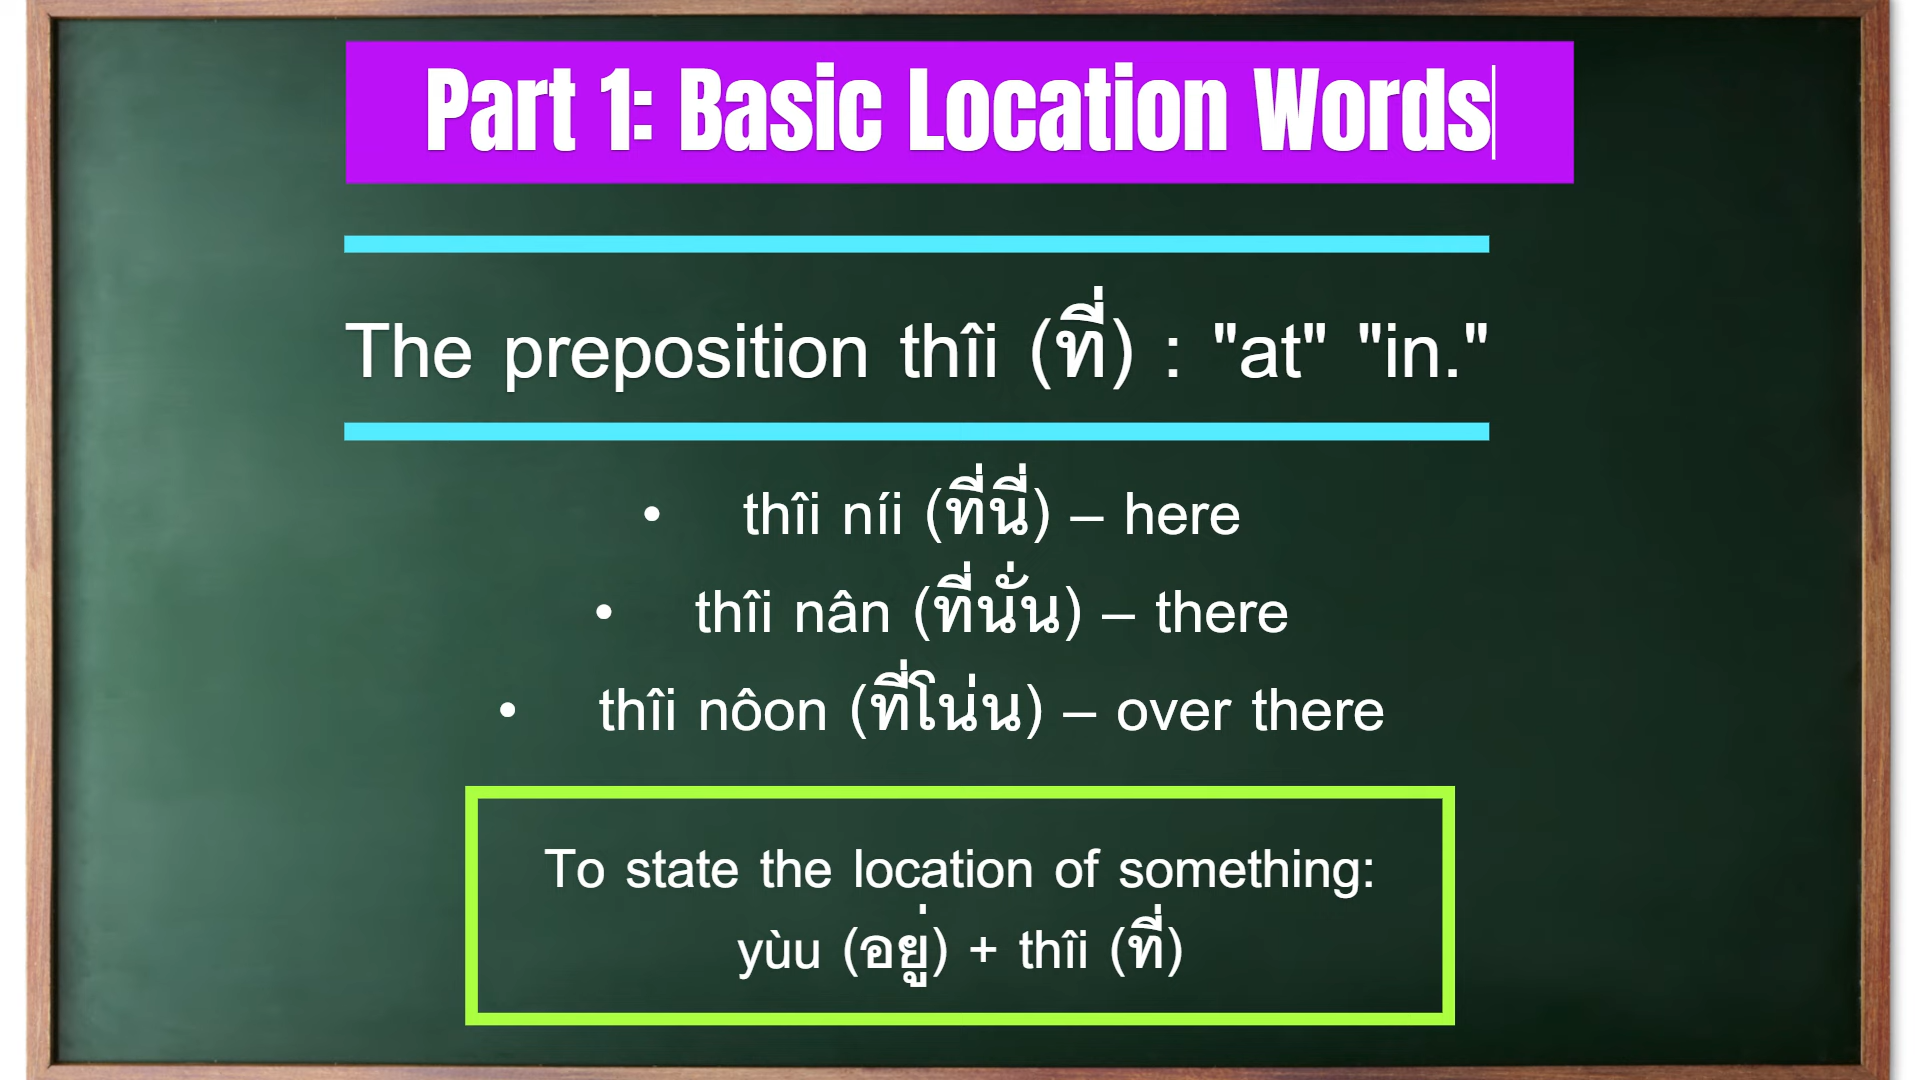 Part 1: Basic Location Words
The preposition thîi (ที่) : "at" "in."
• thîi níi (ที่นี่) – here
• thîi nân (ที่นั่น) – there
• thîi nôon (ที่โน่น) – over there
To state the location of something:
yùu (อยู่) + thîi (ที่)